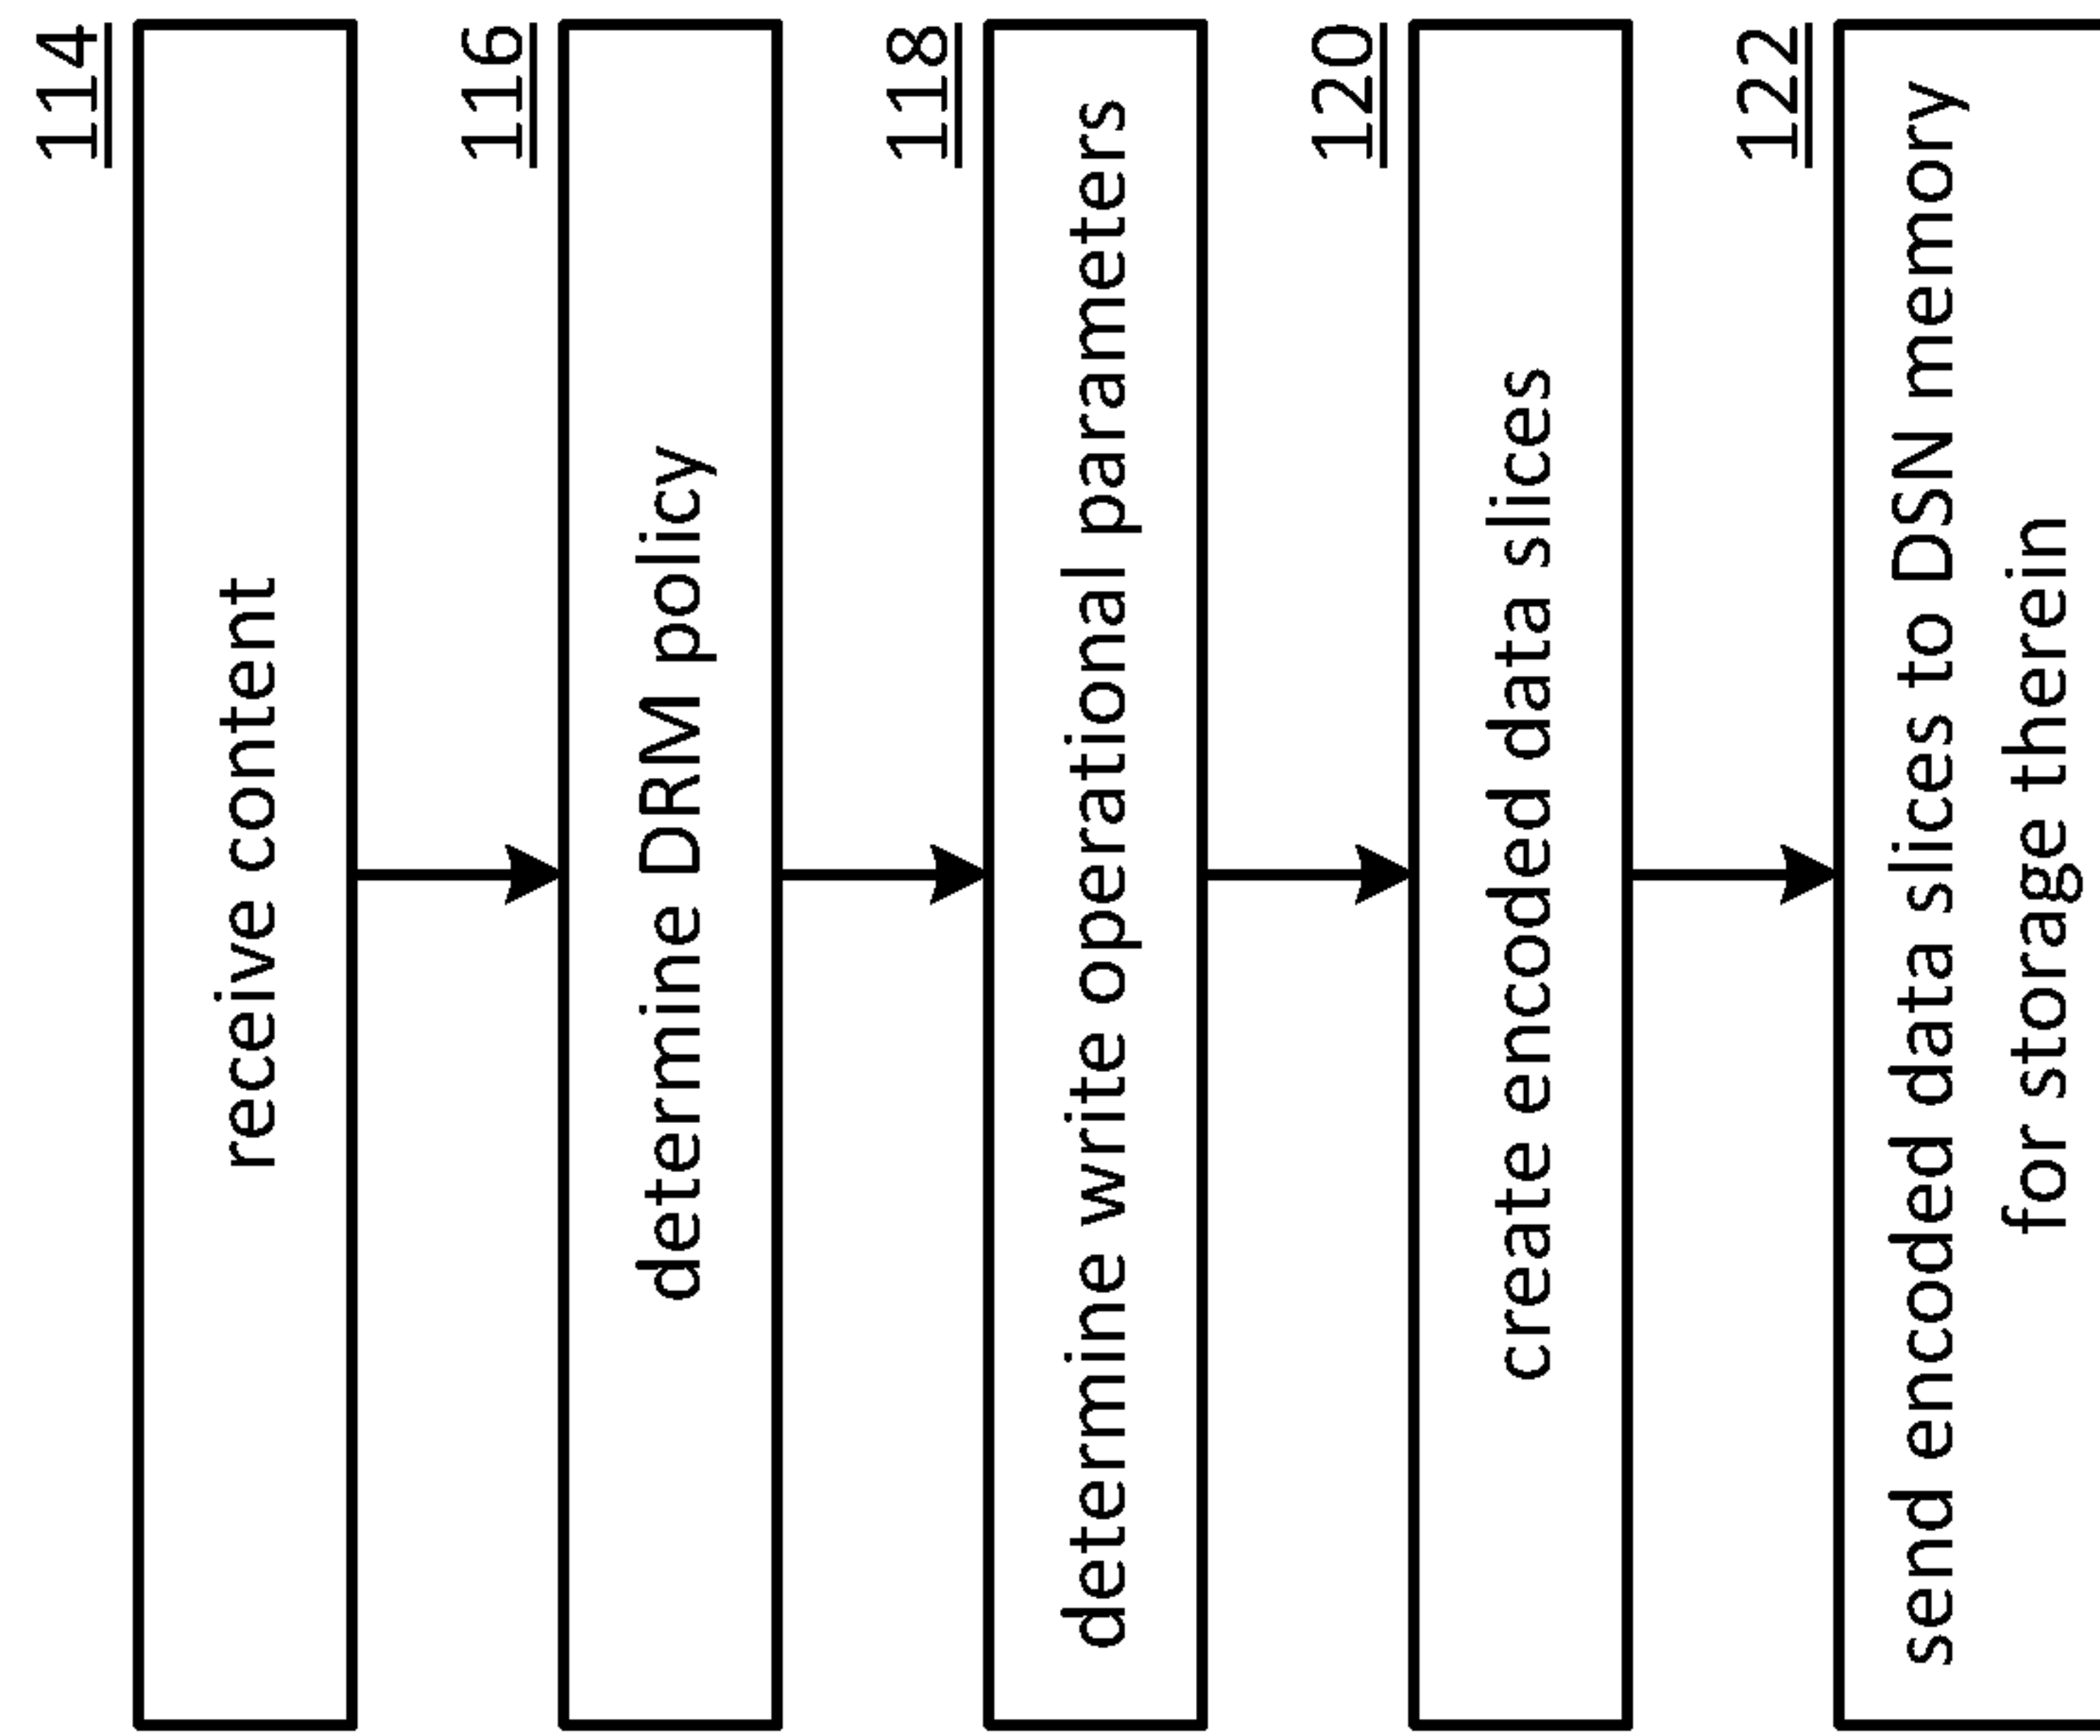 114
receive content
116
determine DRM policy
118
determine write operational parameters
120
create encoded data slices
122
send encoded data slices to DSN memory
for storage therein